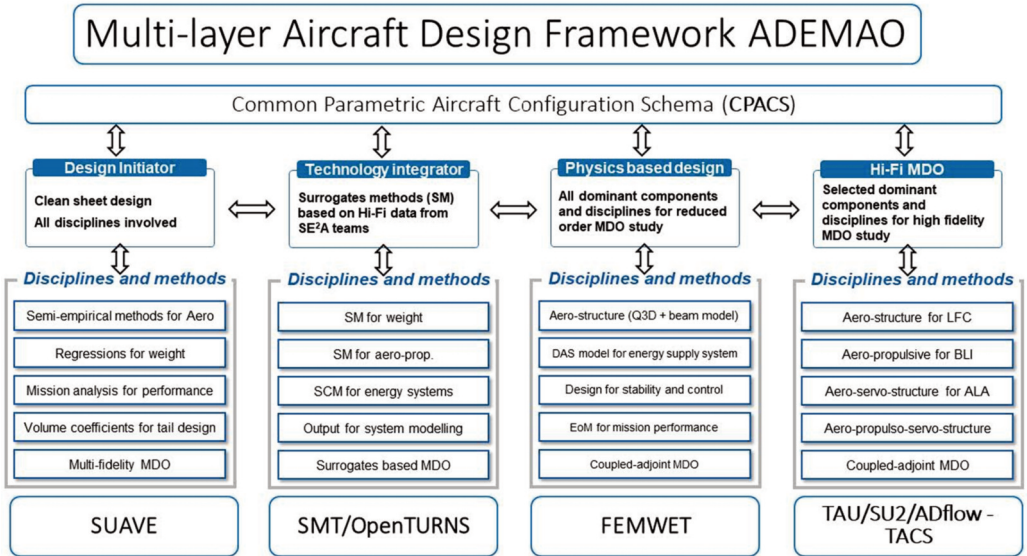 Multi-layer Aircraft Design Framework ADEMAO
Common Parametric Aircraft Configuration Schema (CPACS)
Design Initiator
Clean sheet design
All disciplines involved
Technology integrator
Surrogates methods (SM)
based on Hi-Fi data from
SE²A teams
Physics based design
All dominant components
and disciplines for reduced
order MDO study
Hi-Fi MDO
Selected dominant
components and
disciplines for high fidelity
MDO study
Disciplines and methods
Semi-empirical methods for Aero
Regressions for weight
Mission analysis for performance
Volume coefficients for tail design
Multi-fidelity MDO
SUAVE
Disciplines and methods
SM for weight
SM for aero-prop.
SCM for energy systems
Output for system modelling
Surrogates based MDO
SMT/OpenTURNS
Disciplines and methods
Aero-structure (Q3D + beam model)
DAS model for energy supply system
Design for stability and control
EoM for mission performance
Coupled-adjoint MDO
FEMWET
Disciplines and methods
Aero-structure for LFC
Aero-propulsive for BLI
Aero-servo-structure for ALA
Aero-propulso-servo-structure
Coupled-adjoint MDO
TAU/SU2/ADflow -
TACS